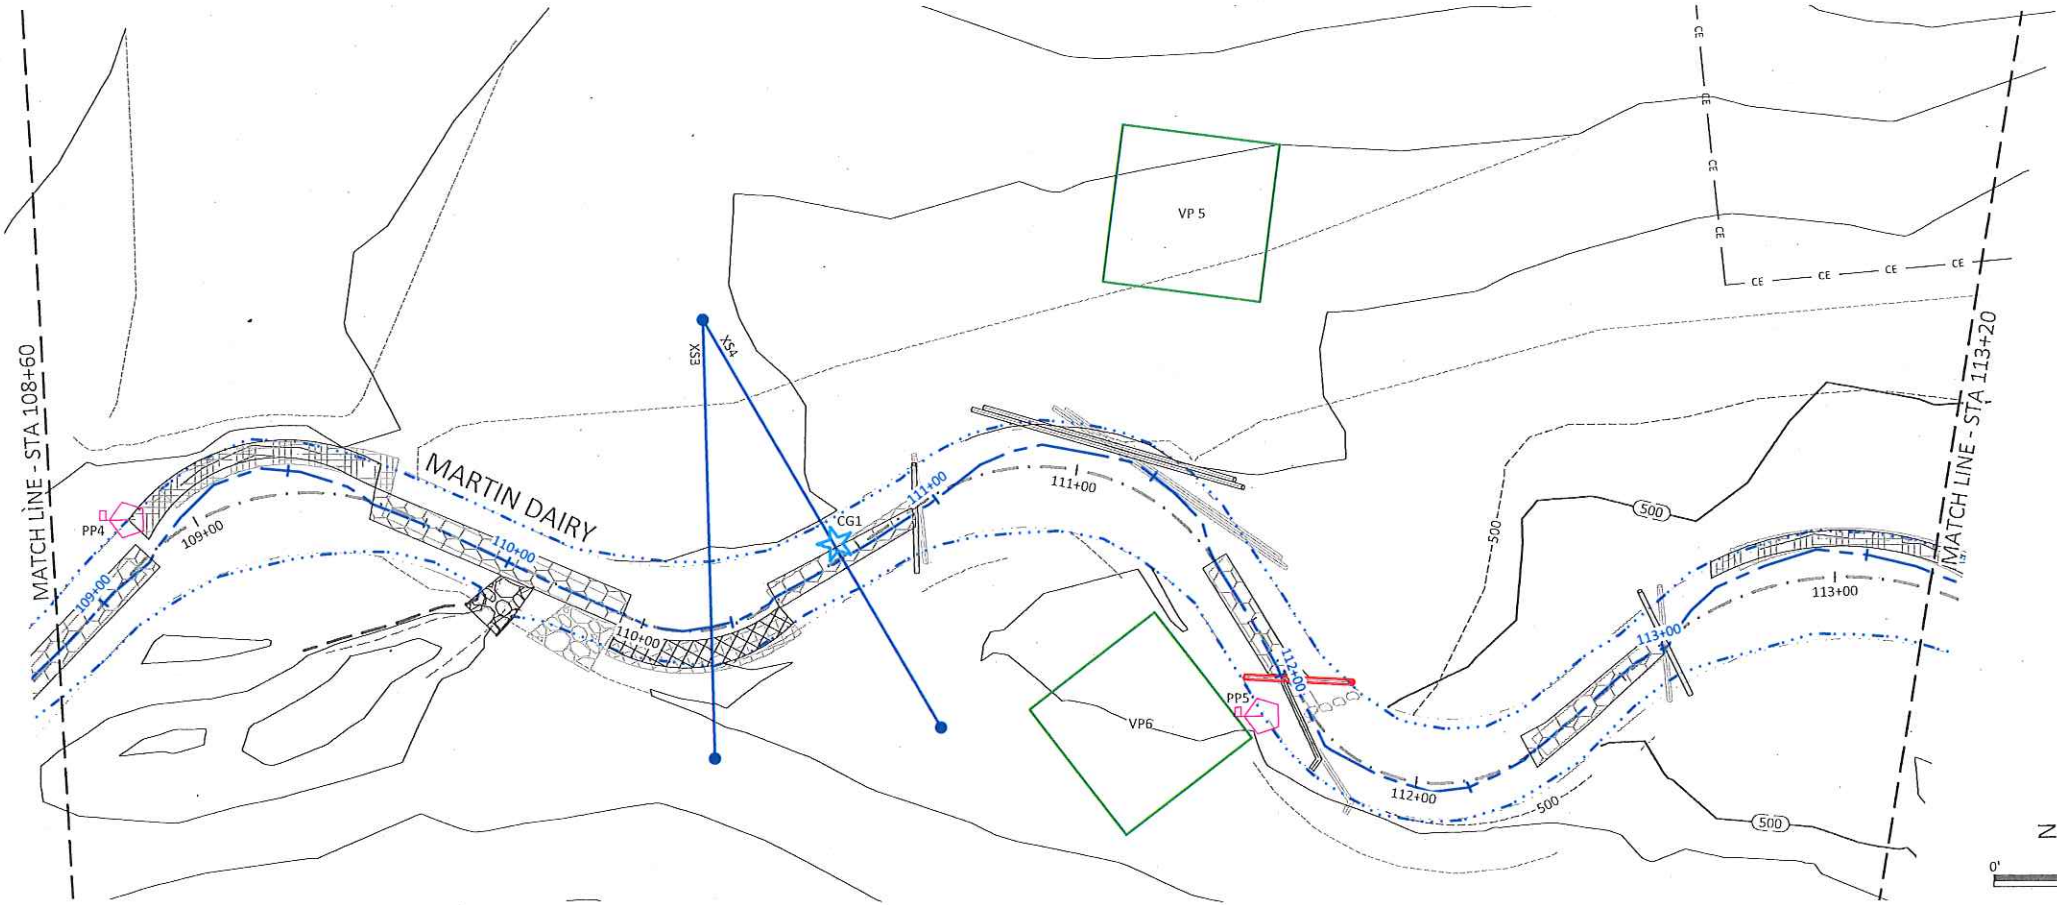 CE
CE
CE
CE
CE
CE
CE
CE
VP 5
MATCH LINE - STA 108+60
MATCH LINE - STA 113+20
XS3
XS4
MARTIN DAIRY
PP4
109+00
109+00
110+00
110+00
CG1
111+00
111+00
500
500
VP6
PP5
112+00
112+00
113+00
113+00
500
500
N
0'